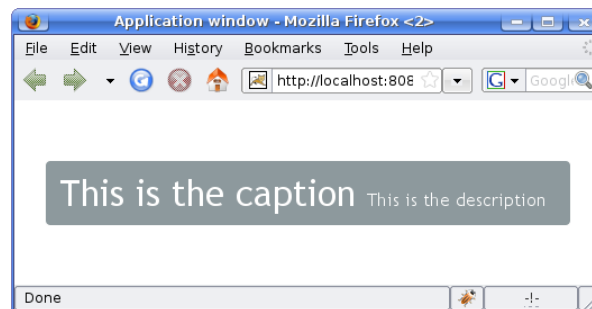 Application window - Mozilla Firefox <2>
File Edit View History Bookmarks Tools Help
http://localhost:808 G Google
This is the caption This is the description
Done